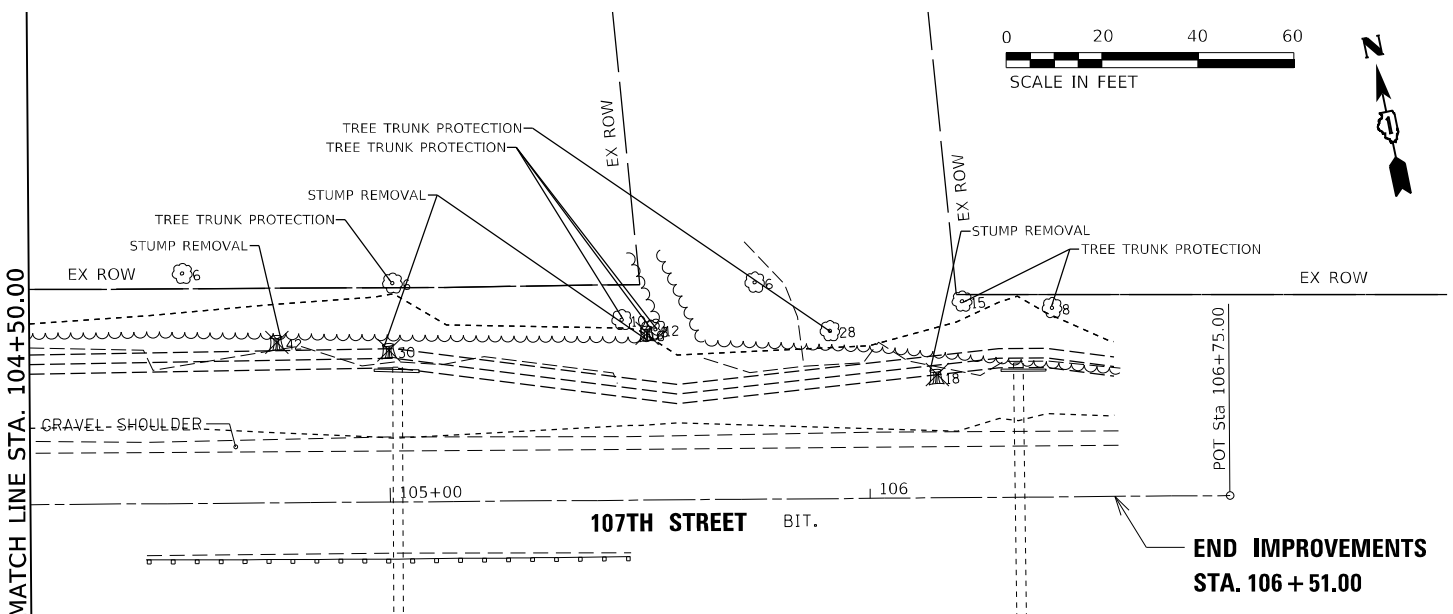 0 20 40 60
SCALE IN FEET
N
1
TREE TRUNK PROTECTION
TREE TRUNK PROTECTION
EX ROW
STUMP REMOVAL
EX ROW
TREE TRUNK PROTECTION
STUMP REMOVAL
STUMP REMOVAL
TREE TRUNK PROTECTION
EX ROW
6
6
EX ROW
15
8
28
12
42
30
18
MATCH LINE STA. 104+50.00
GRAVEL SHOULDER
POT Sta 106+75.00
105+00
106
107TH STREET BIT.
END IMPROVEMENTS
STA. 106 + 51.00